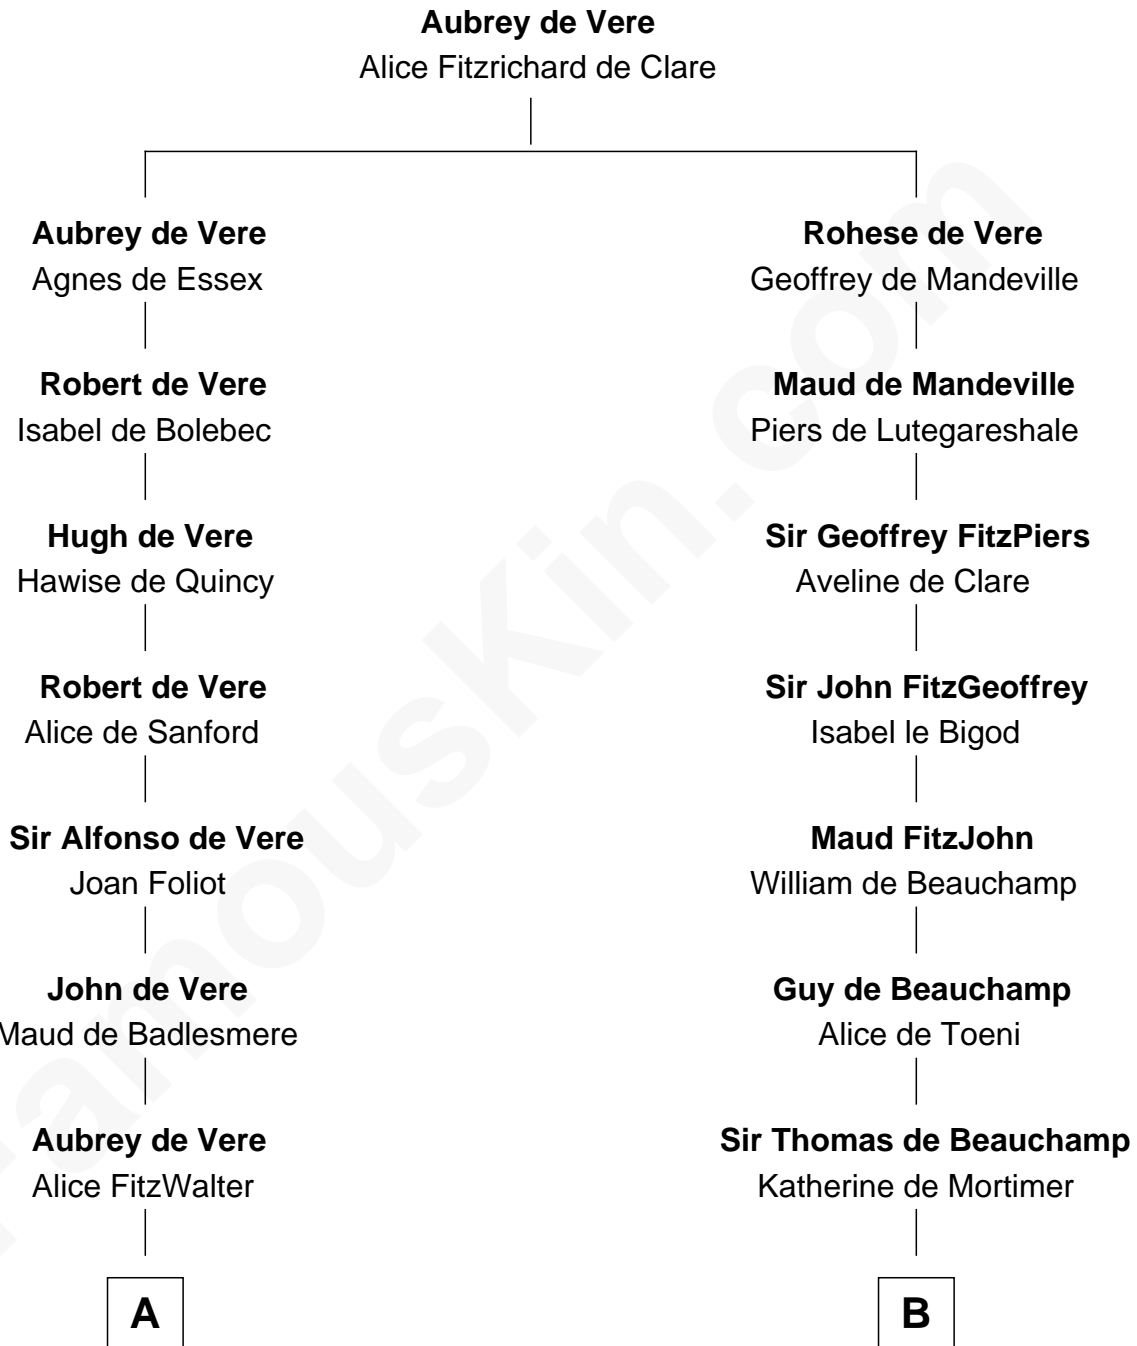 Aubrey de Vere
Alice Fitzrichard de Clare
Aubrey de Vere
Agnes de Essex
Robert de Vere
Isabel de Bolebec
Hugh de Vere
Hawise de Quincy
Robert de Vere
Alice de Sanford
Sir Alfonso de Vere
Joan Foliot
John de Vere
Maud de Badlesmere
Aubrey de Vere
Alice FitzWalter
A
Rohese de Vere
Geoffrey de Mandeville
Maud de Mandeville
Piers de Lutegareshale
Sir Geoffrey FitzPiers
Aveline de Clare
Sir John FitzGeoffrey
Isabel le Bigod
Maud FitzJohn
William de Beauchamp
Guy de Beauchamp
Alice de Toeni
Sir Thomas de Beauchamp
Katherine de Mortimer
B
FamousKin.com